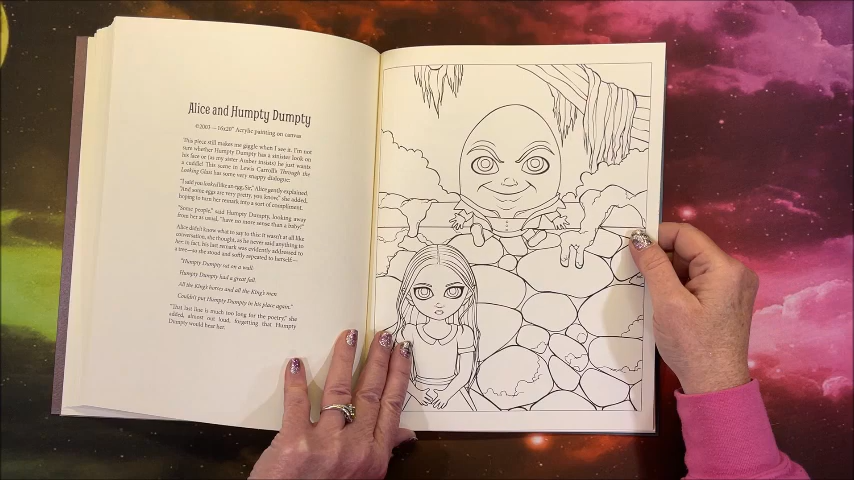 Alice and Humpty Dumpty
©2003 — 16x20" Acrylic painting on canvas
This piece still makes me giggle when I see it. I'm not
sure whether Humpty Dumpty has a sinister look on
his face or (as my sister Amber insists) he just wants
a cuddle! This scene in Lewis Carroll's Through the
Looking Glass has some very snappy dialogue:
"I said you looked like an egg, Sir," Alice gently explained.
"And some eggs are very pretty, you know," she added,
hoping to turn her remark into a sort of compliment.
"Some people," said Humpty Dumpty, looking away
from her as usual, "have no more sense than a baby!"
Alice didn't know what to say to this: it wasn't at all like
conversation, she thought, as he never said anything to
her; in fact, his last remark was evidently addressed to
a tree—so she stood and softly repeated to herself:—
"Humpty Dumpty sat on a wall:
Humpty Dumpty had a great fall.
All the King's horses and all the King's men
Couldn't put Humpty Dumpty in his place again."
"That last line is much too long for the poetry," she
added, almost out loud, forgetting that Humpty
Dumpty would hear her.